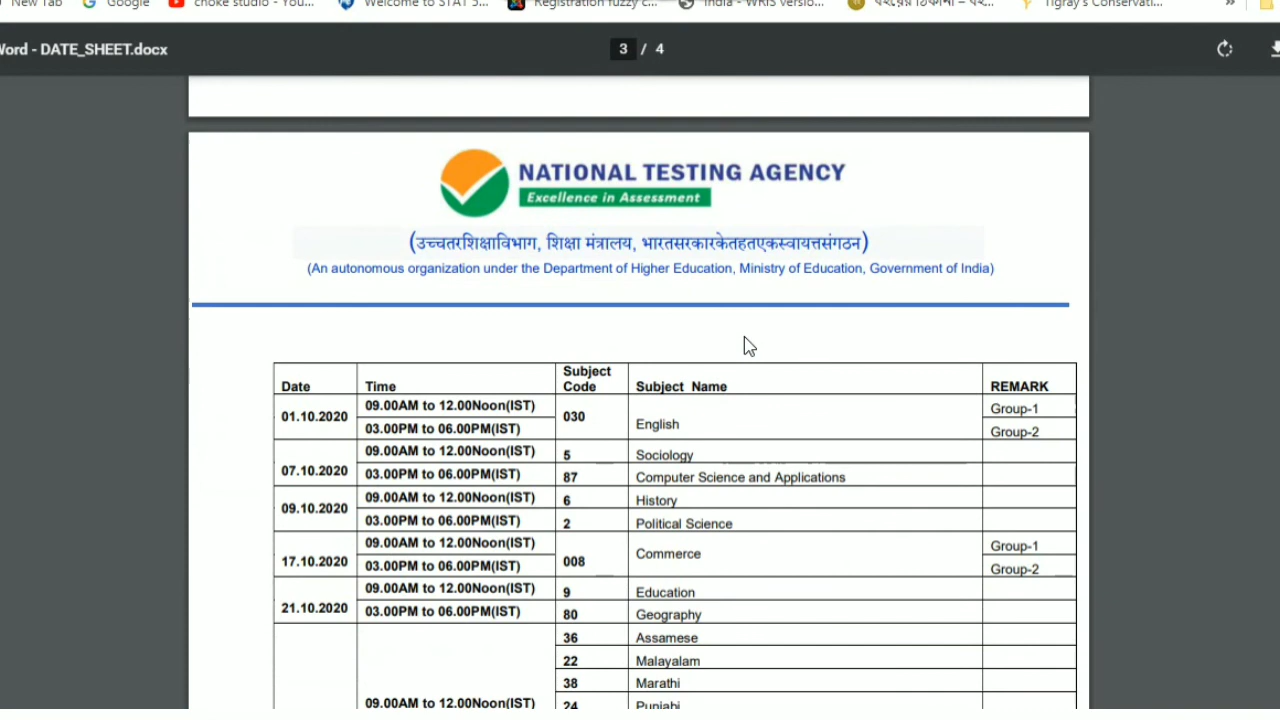 New Tab Google choke studio - You... Welcome to STAT 5... Registration fuzzy c... India - WRIS versio... Tigray's Conservati... »
Word - DATE_SHEET.docx 3 / 4
NATIONAL TESTING AGENCY
Excellence in Assessment
(उच्चतरशिक्षाविभाग, शिक्षा मंत्रालय, भारतसरकारकेतहतएकस्वायत्तसंगठन)
(An autonomous organization under the Department of Higher Education, Ministry of Education, Government of India)
Date Time Subject Code Subject Name REMARK
01.10.2020 09.00AM to 12.00Noon(IST) 030 English Group-1
03.00PM to 06.00PM(IST) Group-2
07.10.2020 09.00AM to 12.00Noon(IST) 5 Sociology
03.00PM to 06.00PM(IST) 87 Computer Science and Applications
09.10.2020 09.00AM to 12.00Noon(IST) 6 History
03.00PM to 06.00PM(IST) 2 Political Science
17.10.2020 09.00AM to 12.00Noon(IST) 008 Commerce Group-1
03.00PM to 06.00PM(IST) Group-2
21.10.2020 09.00AM to 12.00Noon(IST) 9 Education
03.00PM to 06.00PM(IST) 80 Geography
36 Assamese
22 Malayalam
38 Marathi
09.00AM to 12.00Noon(IST) 24 Punjabi